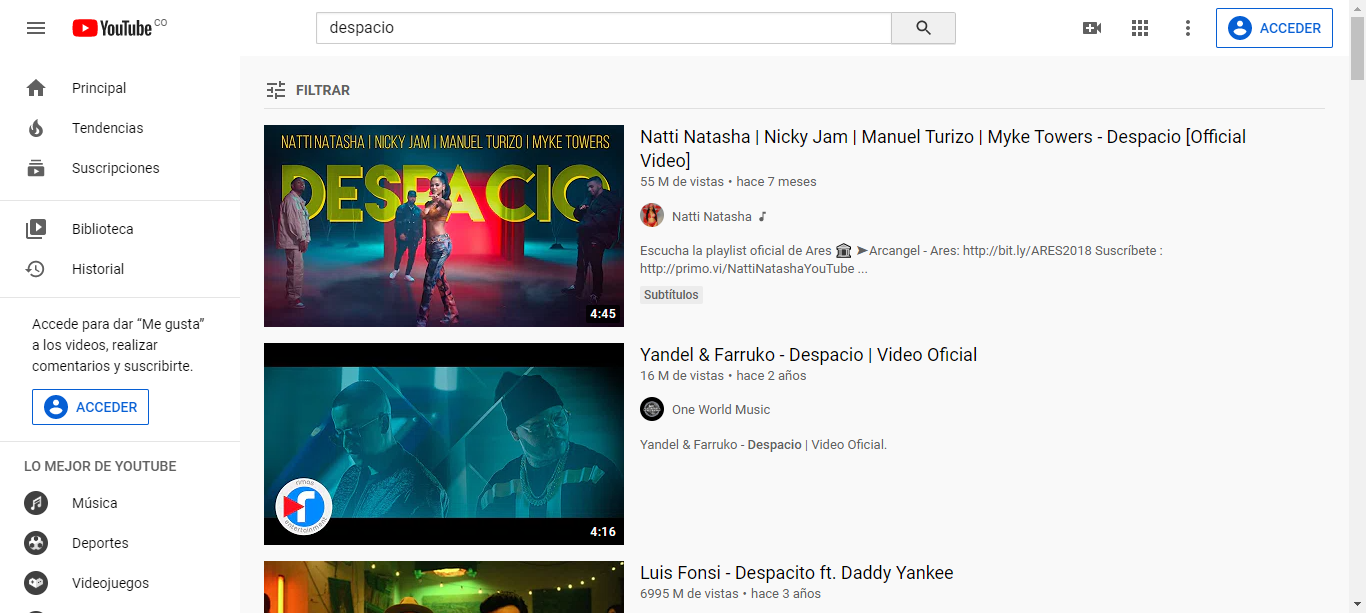 YouTube CO
despacio
ACCEDER
Principal
Tendencias
Suscripciones
Biblioteca
Historial
Accede para dar “Me gusta”
a los videos, realizar
comentarios y suscribirte.
ACCEDER
LO MEJOR DE YOUTUBE
Música
Deportes
Videojuegos
FILTRAR
NATTI NATASHA | NICKY JAM | MANUEL TURIZO | MYKE TOWERS
DESPACIO
4:45
Natti Natasha | Nicky Jam | Manuel Turizo | Myke Towers - Despacio [Official
Video]
55 M de vistas • hace 7 meses
Natti Natasha ♪
Escucha la playlist oficial de Ares 🏛 ➤Arcangel - Ares: http://bit.ly/ARES2018 Suscríbete :
http://primo.vi/NattiNatashaYouTube ...
Subtítulos
rimas
entertainment
4:16
Yandel & Farruko - Despacio | Video Oficial
16 M de vistas • hace 2 años
One World Music
Yandel & Farruko - Despacio | Video Oficial.
Luis Fonsi - Despacito ft. Daddy Yankee
6995 M de vistas • hace 3 años